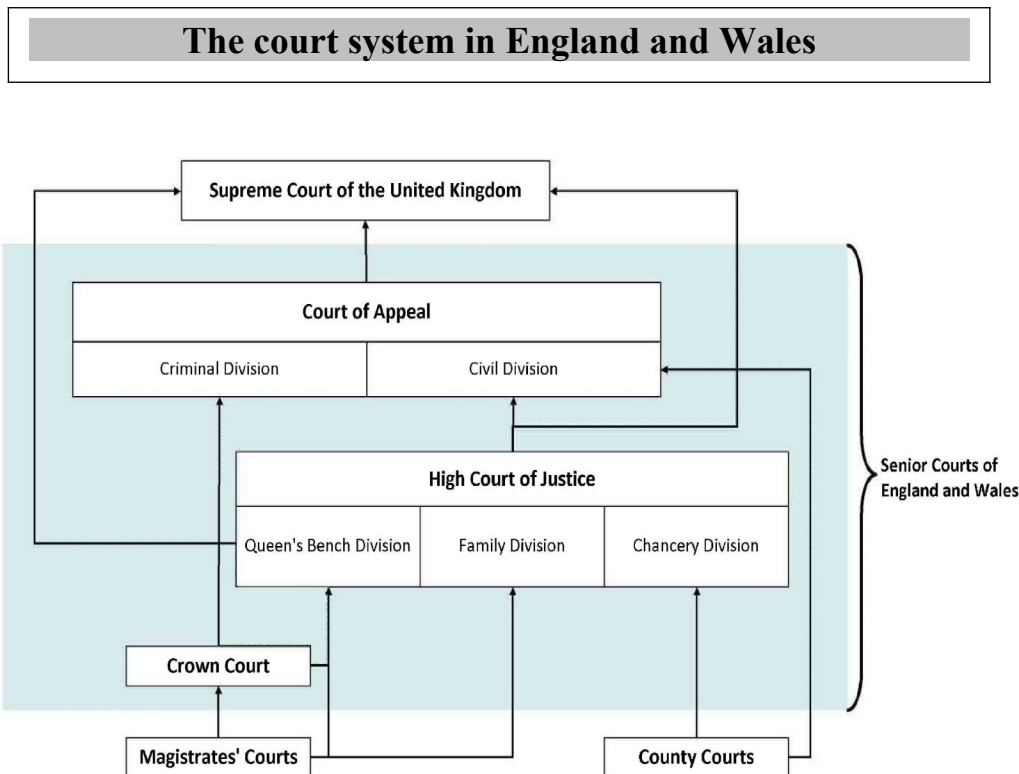 The court system in England and Wales
Supreme Court of the United Kingdom
Court of Appeal
Criminal Division
Civil Division
High Court of Justice
Senior Courts of
England and Wales
Queen's Bench Division
Family Division
Chancery Division
Crown Court
Magistrates' Courts
County Courts